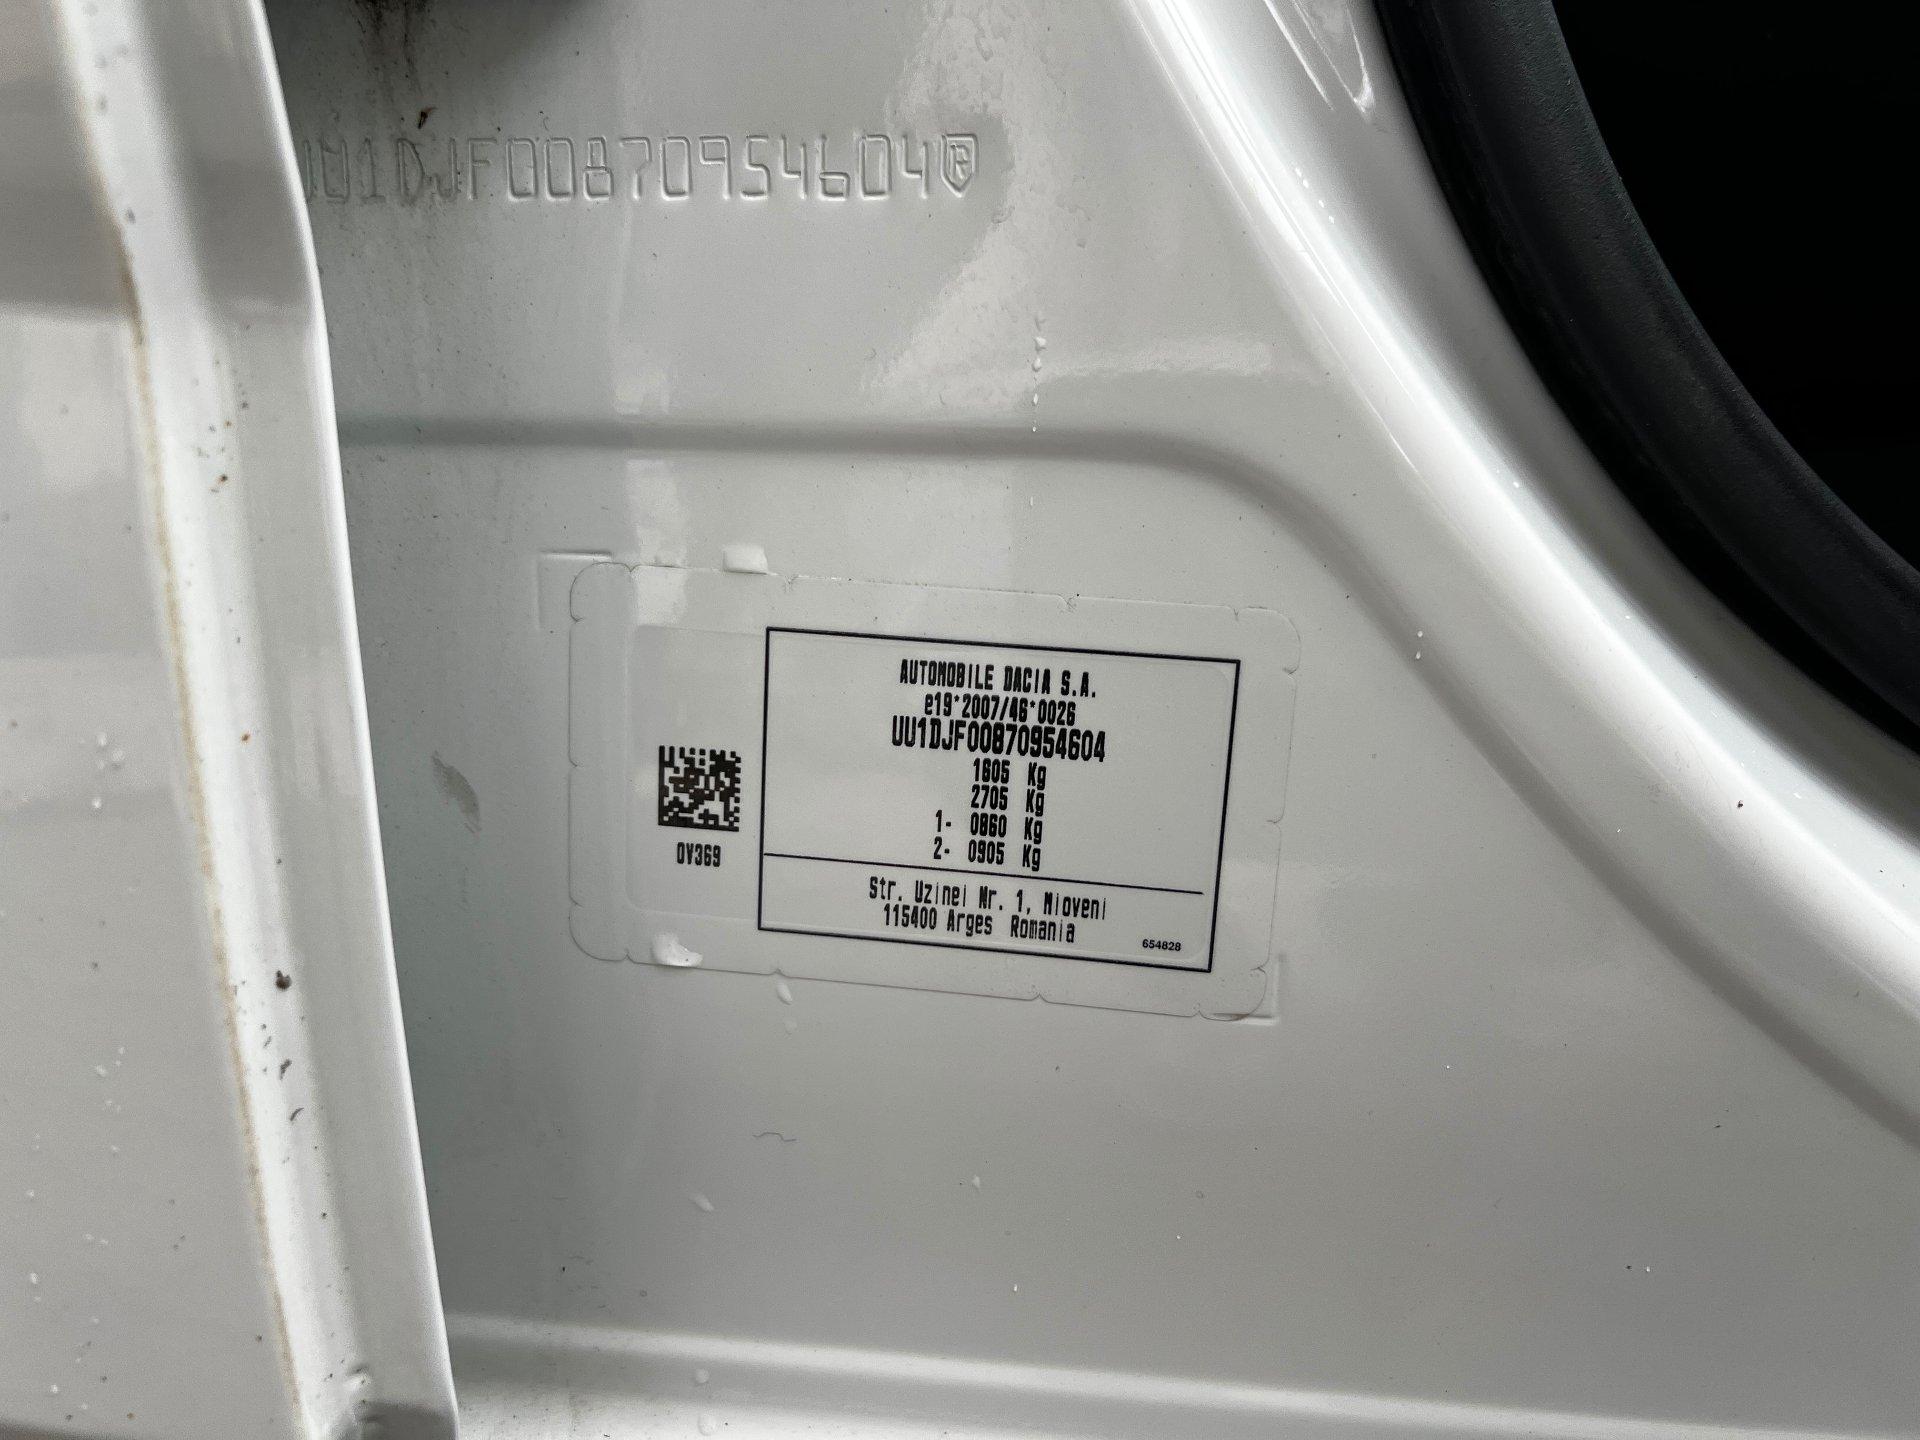 UU1DJF00870954604
AUTOMOBILE DACIA S.A.
e19*2007/46*0026
UU1DJF00870954604
1605 Kg
2705 Kg
1- 0860 Kg
2- 0905 Kg
0V369
Str. Uzinei Nr. 1, Mioveni
115400 Arges Romania
654828